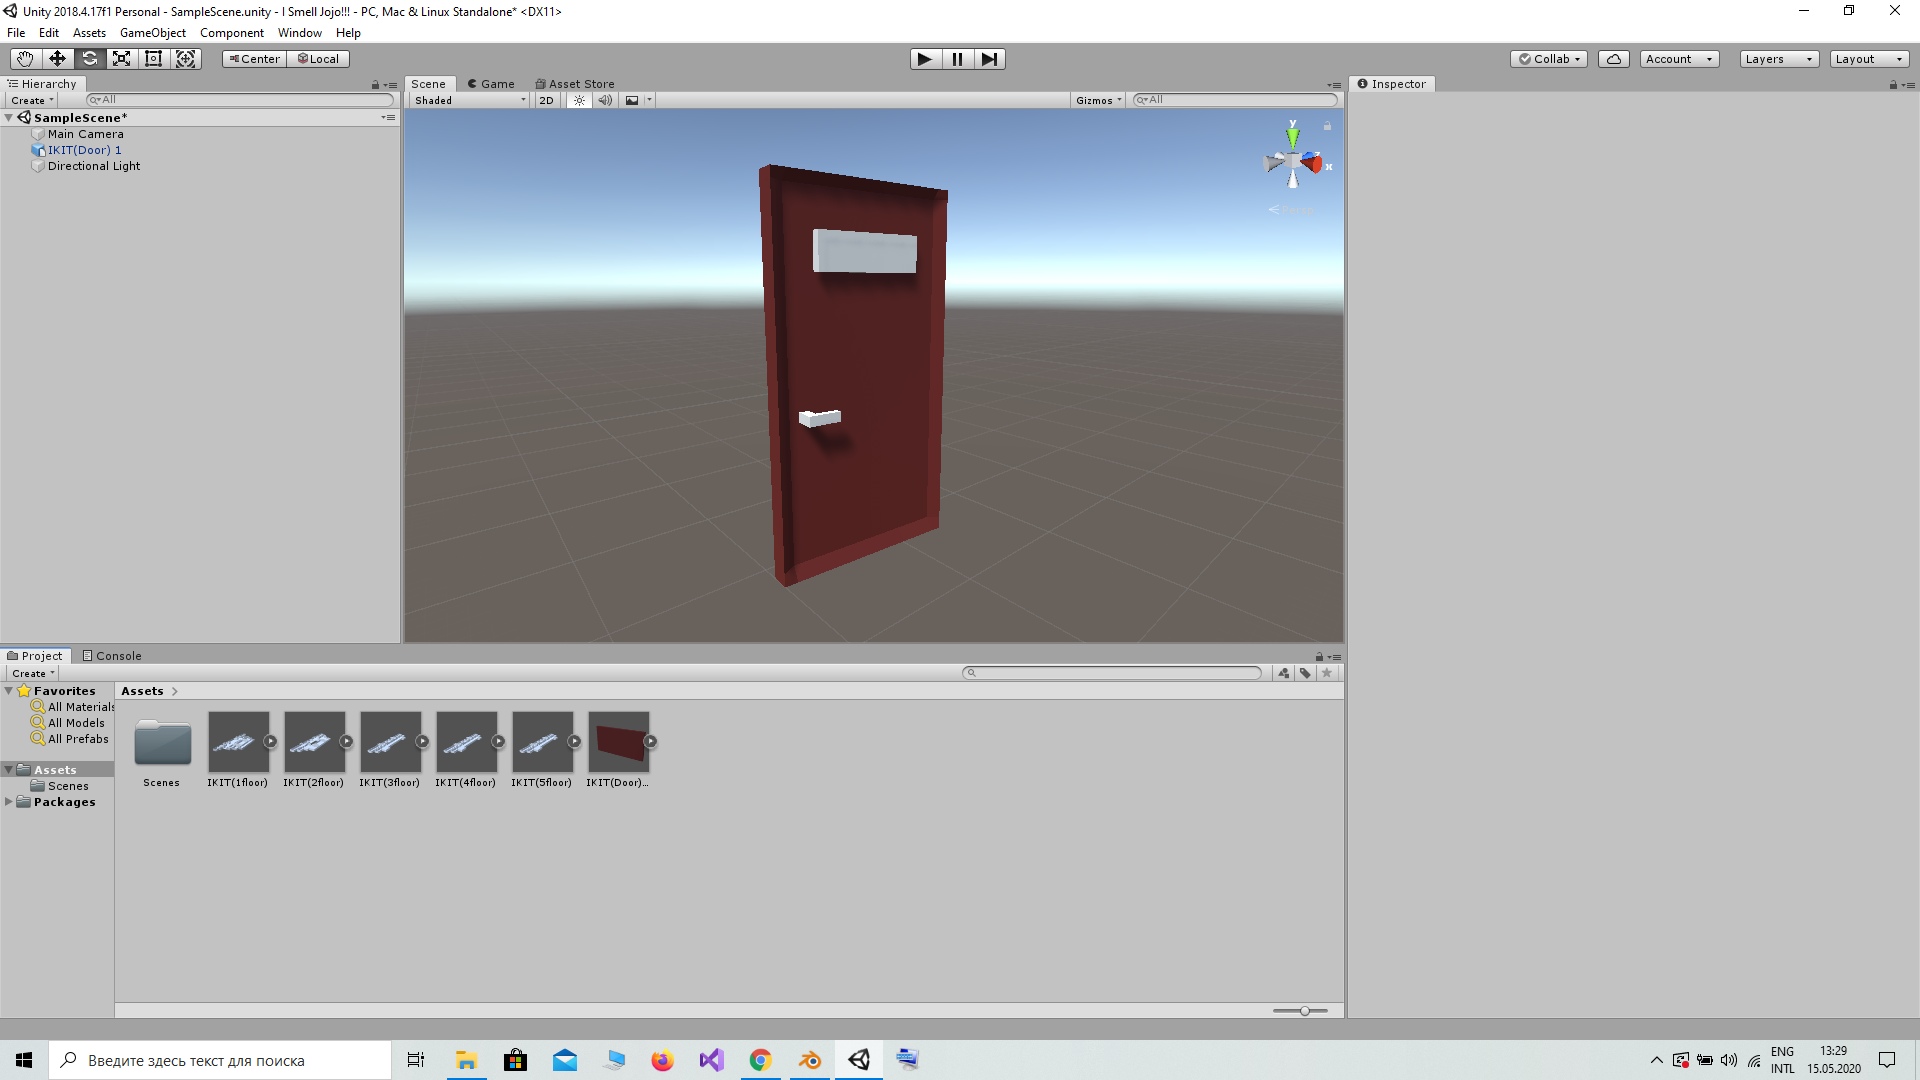 Unity 2018.4.17f1 Personal - SampleScene.unity - I Smell Jojo!!! - PC, Mac & Linux Standalone* <DX11>
File Edit Assets GameObject Component Window Help
Center Local Collab Account Layers Layout
Hierarchy Scene Game Asset Store Inspector
Create All Shaded 2D Gizmos All
SampleScene*
Main Camera
IKIT(Door) 1
Directional Light
y
x
Project Console
Create
Favorites Assets
All Materials
All Models
All Prefabs
Assets
Scenes
Packages
Scenes IKIT(1floor) IKIT(2floor) IKIT(3floor) IKIT(4floor) IKIT(5floor) IKIT(Door)...
Введите здесь текст для поиска
ENG
INTL
13:29
15.05.2020